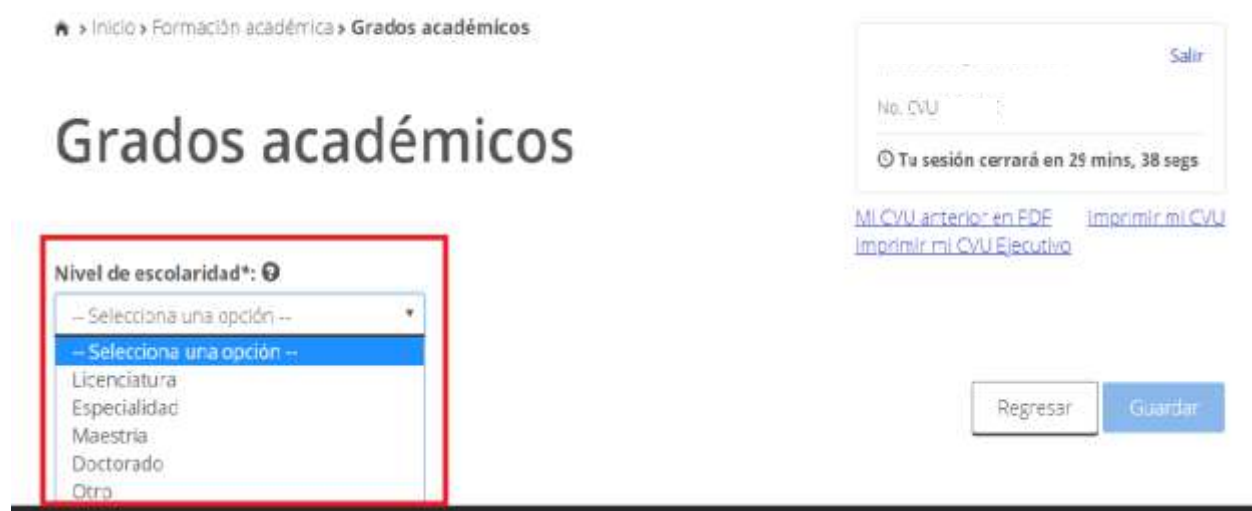 > Inicio > Formación académica > Grados académicos
Salir
No. CVU
Grados académicos
Tu sesión cerrará en 29 mins, 38 segs
Mi CVU anterior en PDF Imprimir mi CVU
Imprimir mi CVU Ejecutivo
Nivel de escolaridad*:
-- Selecciona una opción --
-- Selecciona una opción --
Licenciatura
Especialidad
Maestría
Doctorado
Otro
Regresar Guardar